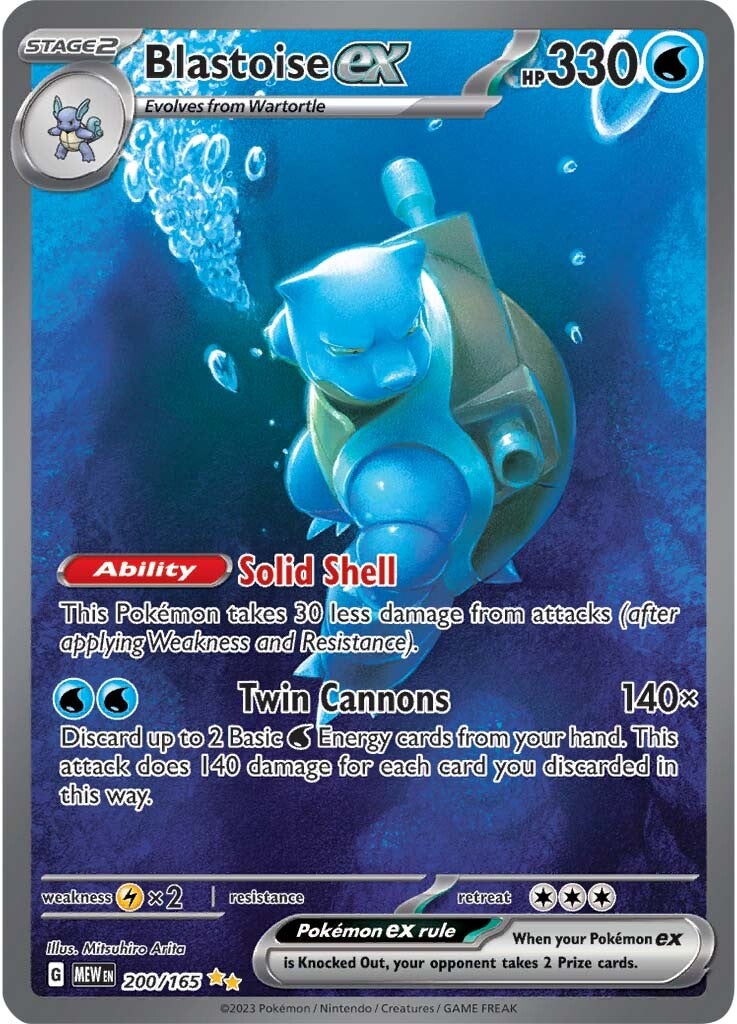 STAGE2
Blastoise ex
HP 330
Evolves from Wartortle
Ability Solid Shell
This Pokémon takes 30 less damage from attacks (after
applying Weakness and Resistance).
Twin Cannons 140×
Discard up to 2 Basic Energy cards from your hand. This
attack does 140 damage for each card you discarded in
this way.
weakness ×2 resistance retreat
Illus. Mitsuhiro Arita
Pokémon ex rule When your Pokémon ex
is Knocked Out, your opponent takes 2 Prize cards.
G MEW EN 200/165
©2023 Pokémon / Nintendo / Creatures / GAME FREAK